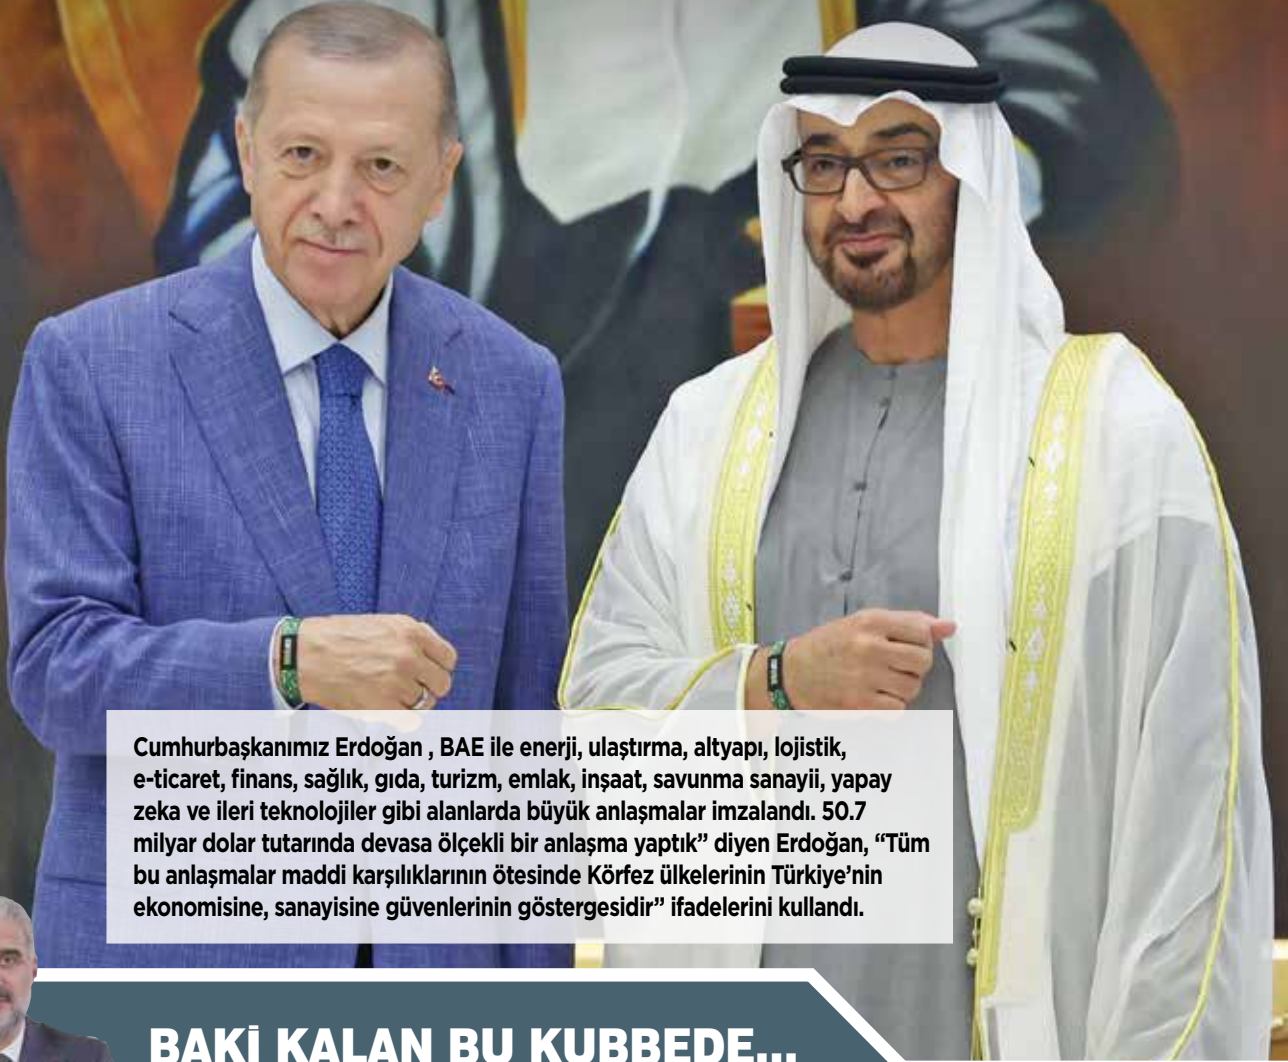 Cumhurbaşkanımız Erdoğan , BAE ile enerji, ulaştırma, altyapı, lojistik,
e-ticaret, finans, sağlık, gıda, turizm, emlak, inşaat, savunma sanayii, yapay
zeka ve ileri teknolojiler gibi alanlarda büyük anlaşmalar imzalandı. 50.7
milyar dolar tutarında devasa ölçekli bir anlaşma yaptık” diyen Erdoğan, “Tüm
bu anlaşmalar maddi karşılıklarının ötesinde Körfez ülkelerinin Türkiye’nin
ekonomisine, sanayisine güvenlerinin göstergesidir” ifadelerini kullandı.
BAKİ KALAN BU KUBBEDE...